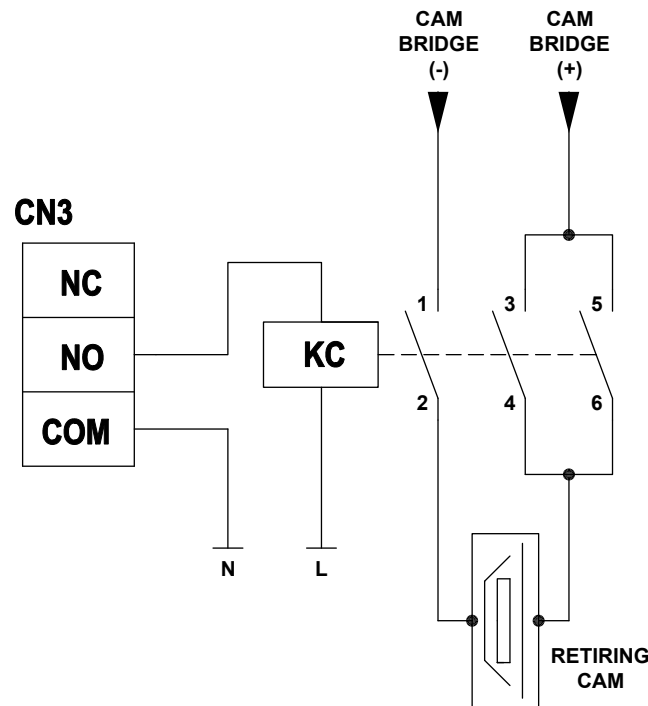 CAM
BRIDGE
(-)
CAM
BRIDGE
(+)
CN3
NC
NO
COM
KC
1
3
5
2
4
6
N
L
RETIRING
CAM